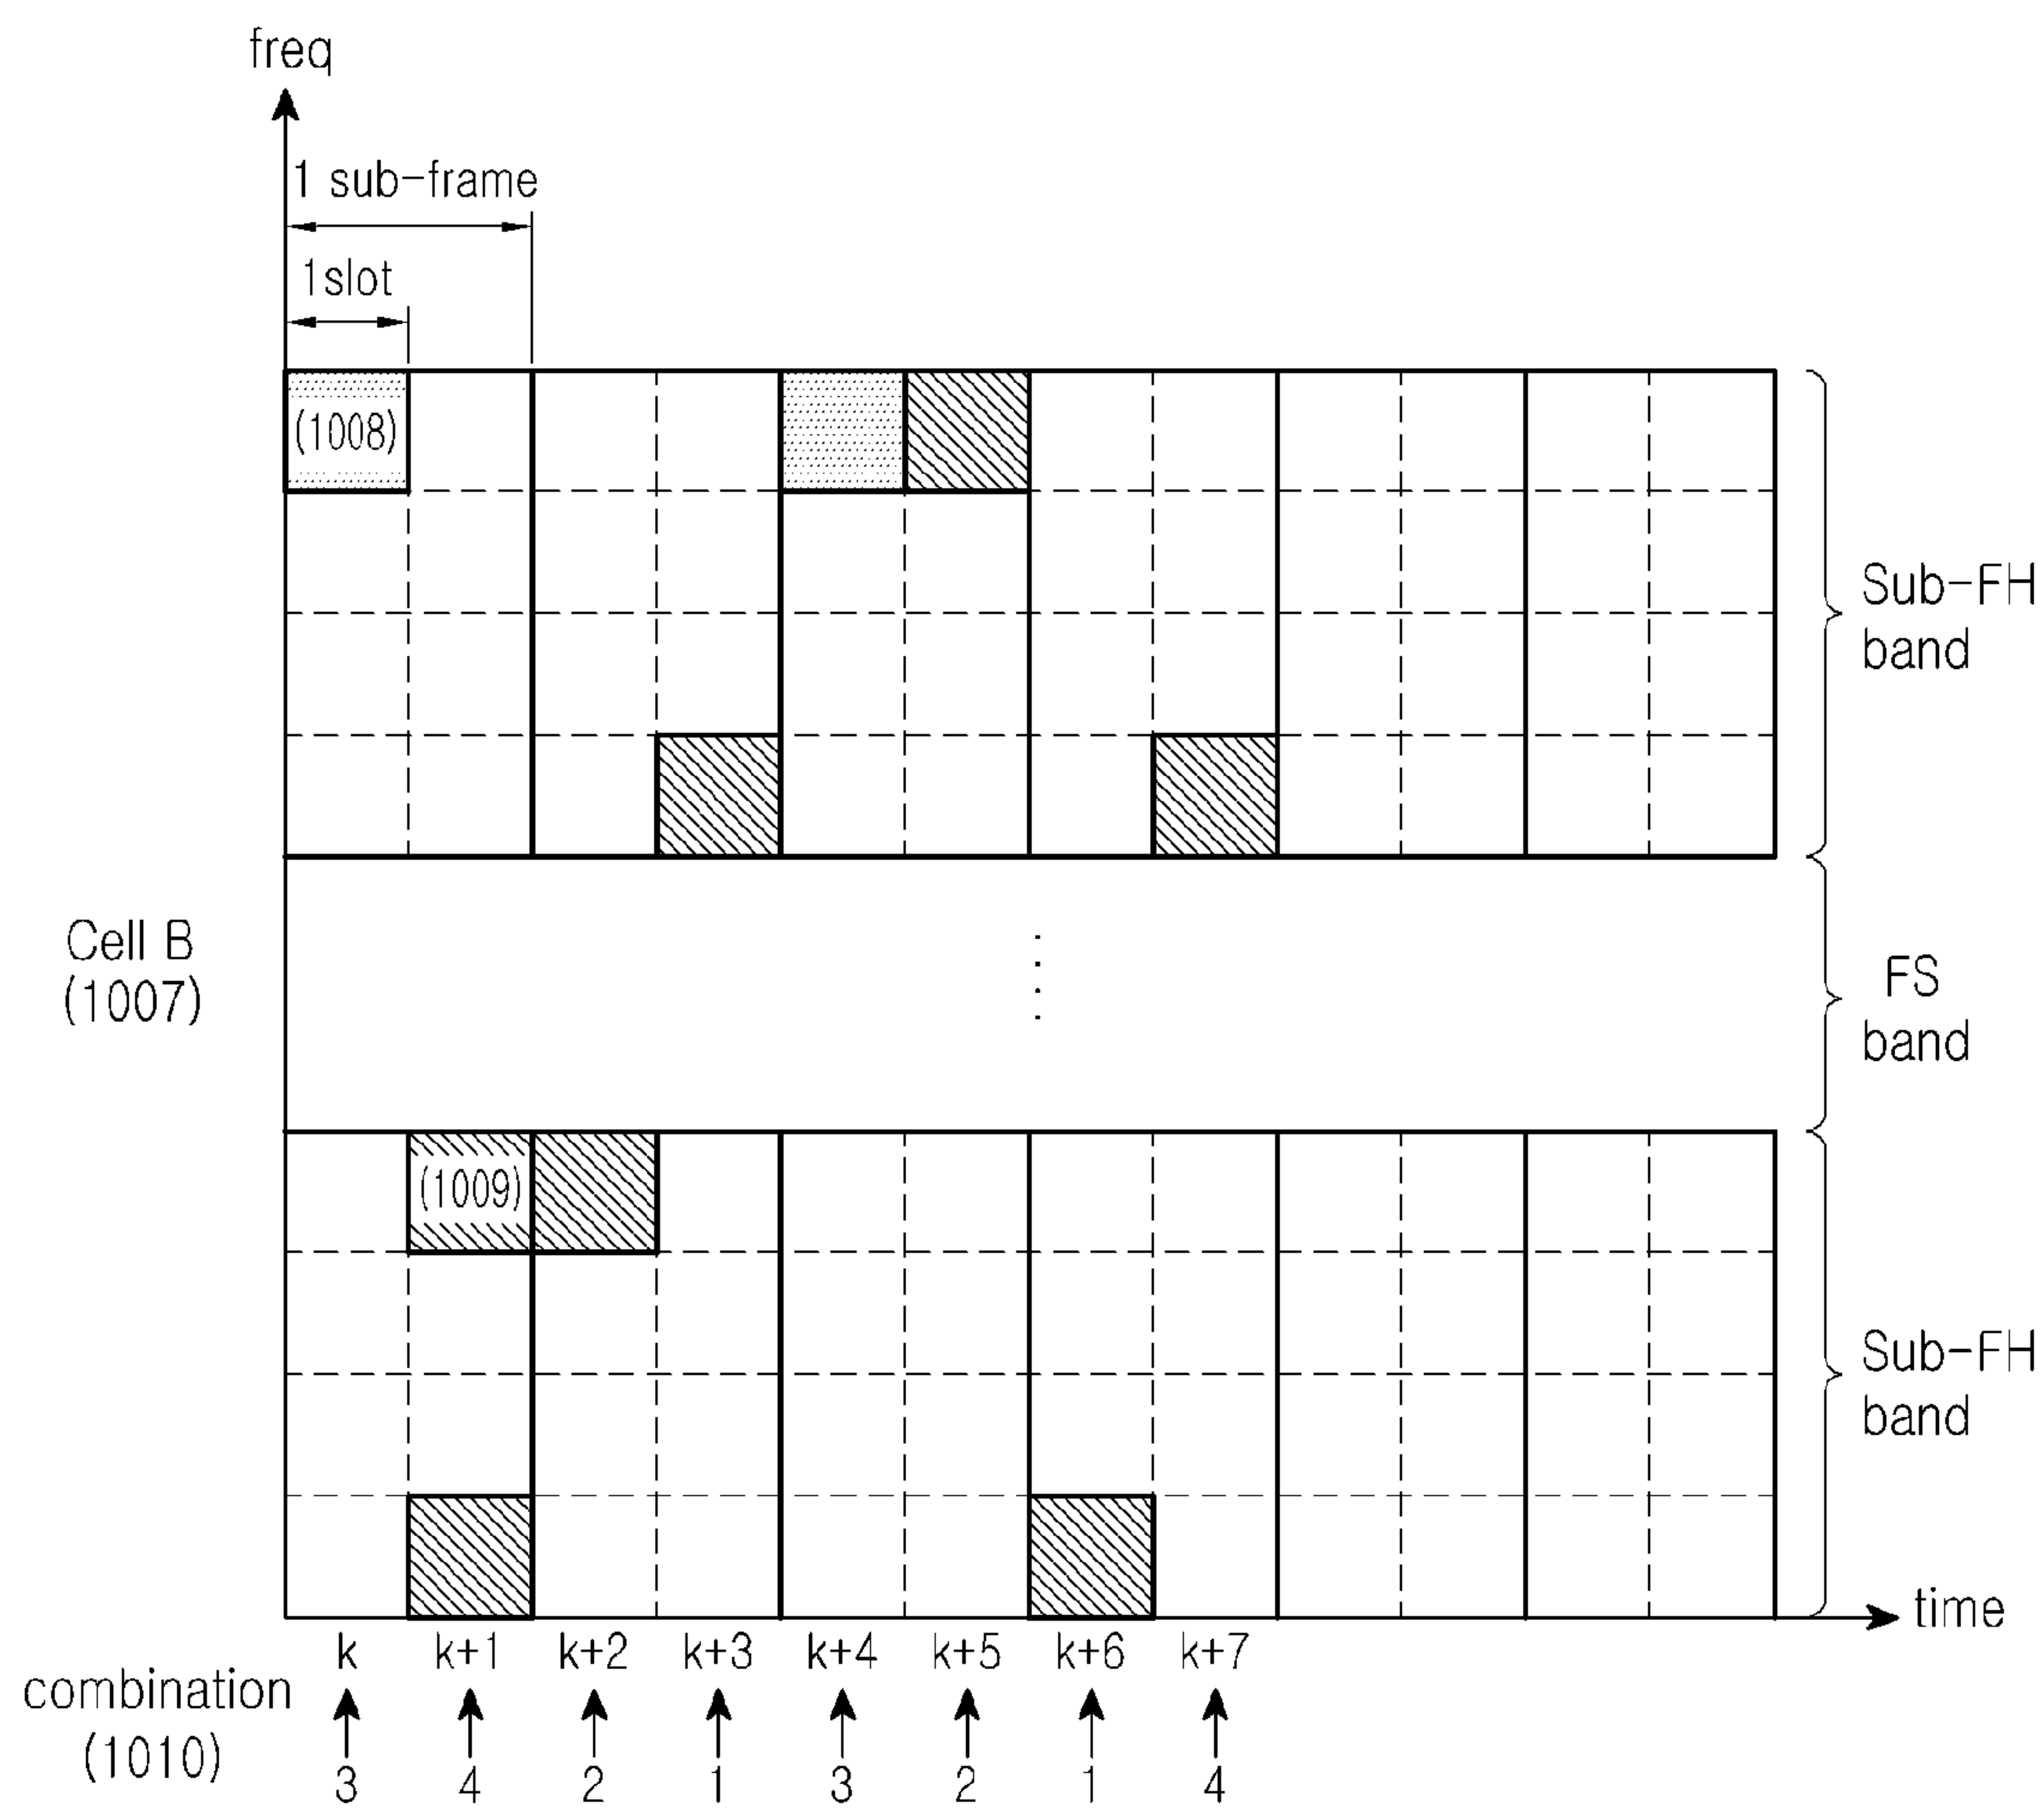 freq
1 sub-frame
1slot
(1008)
Sub-FH
band
Cell B
(1007)
FS
band
(1009)
Sub-FH
band
time
k k+1 k+2 k+3 k+4 k+5 k+6 k+7
combination
(1010)
3 4 2 1 3 2 1 4